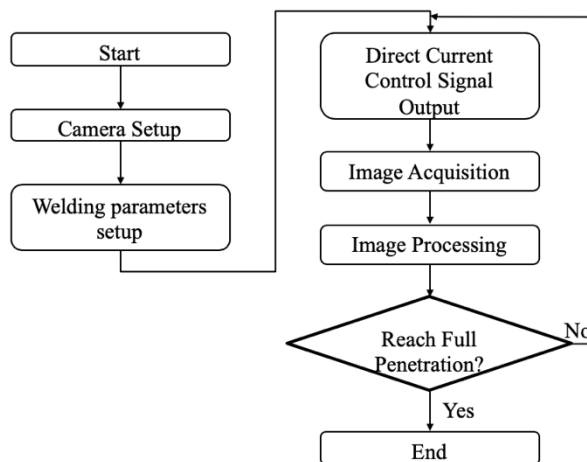 Start
Camera Setup
Welding parameters
setup
Direct Current
Control Signal
Output
Image Acquisition
Image Processing
Reach Full
Penetration?
No
Yes
End